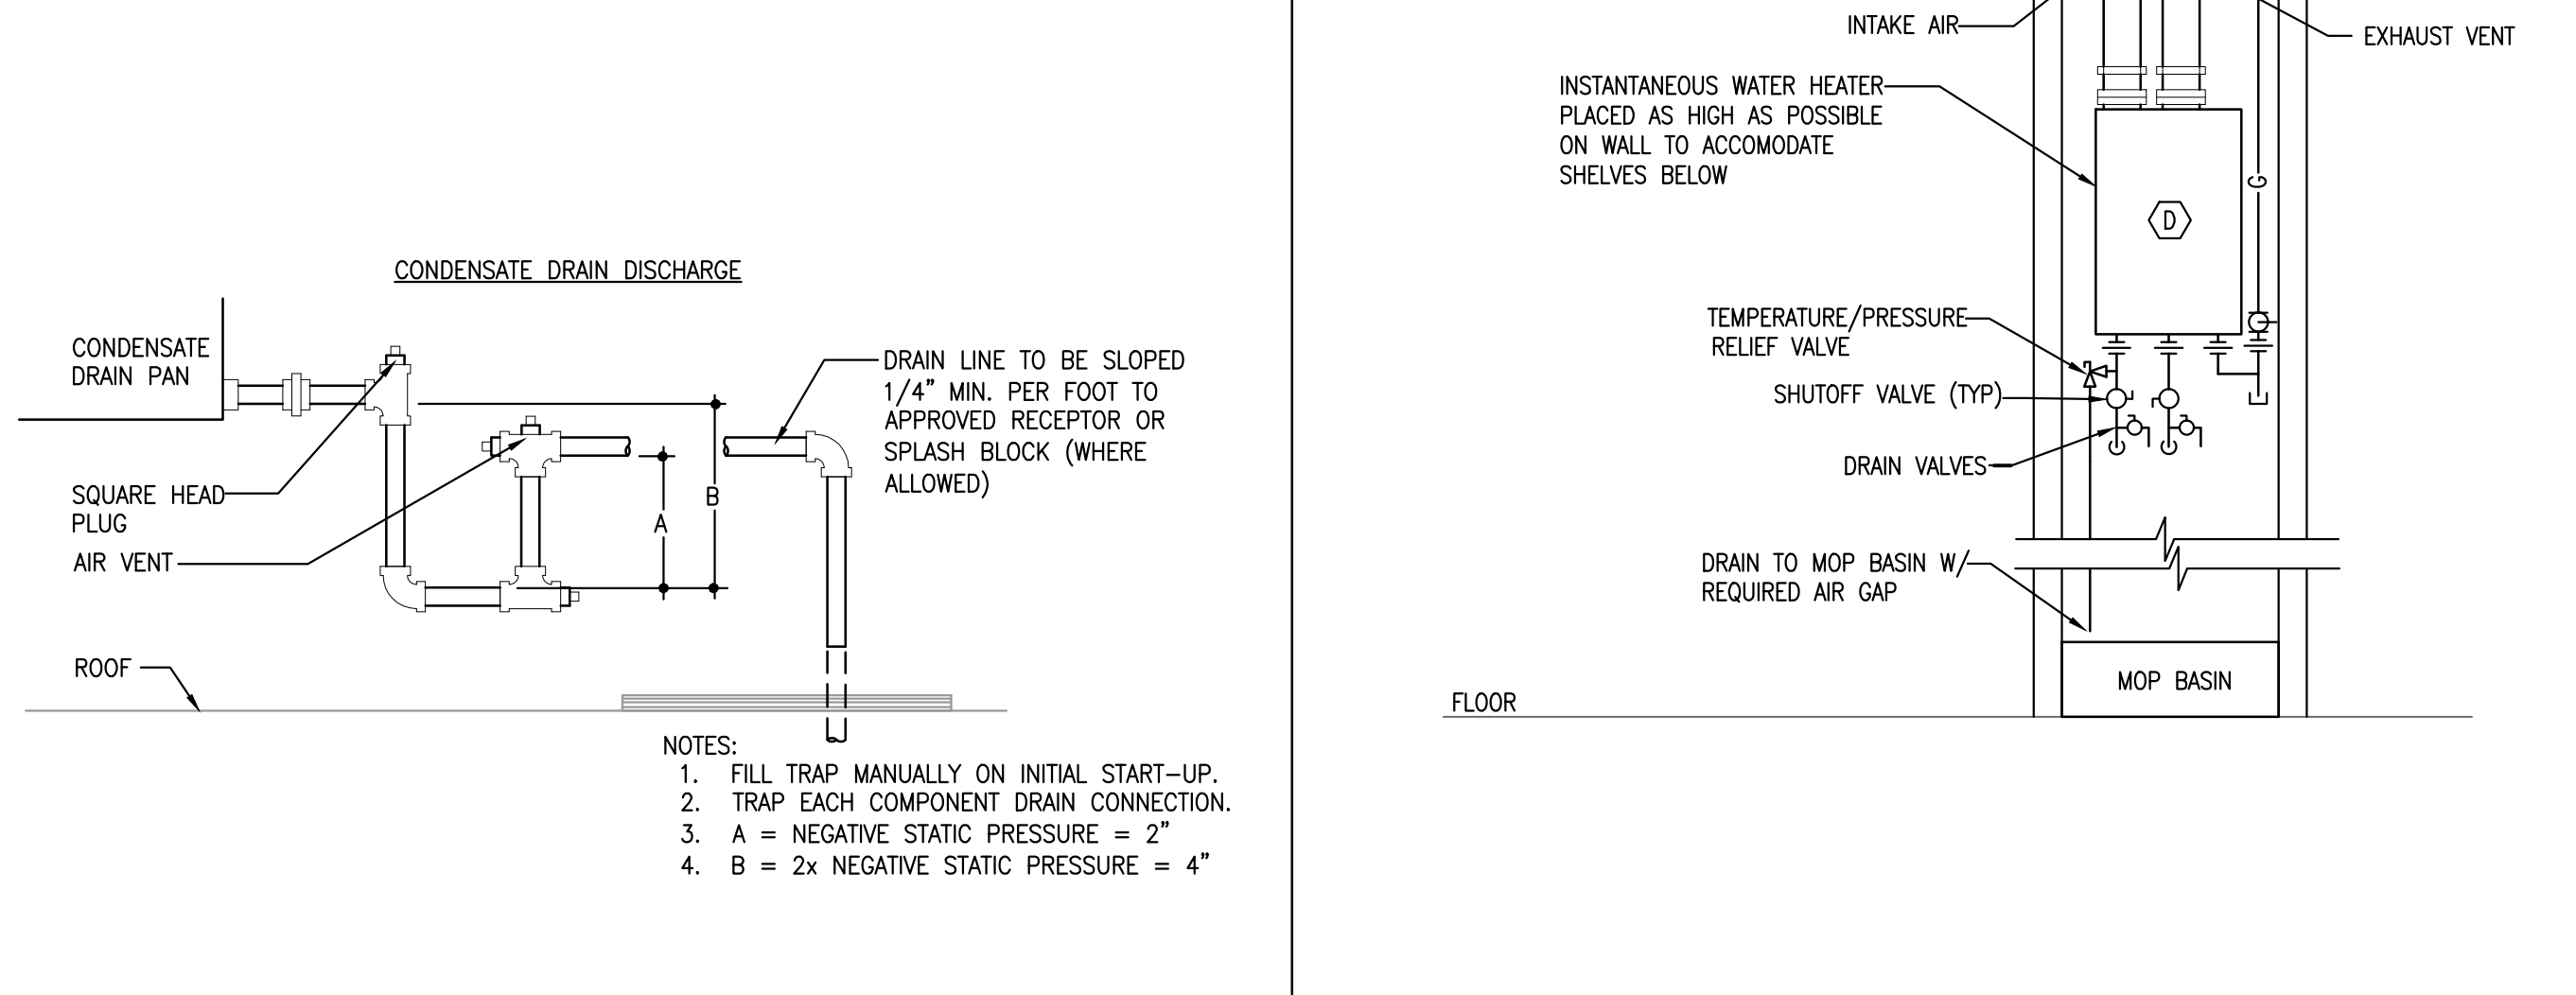 CONDENSATE DRAIN DISCHARGE
CONDENSATE
DRAIN PAN
SQUARE HEAD
PLUG
AIR VENT
ROOF
A
B
DRAIN LINE TO BE SLOPED
1/4" MIN. PER FOOT TO
APPROVED RECEPTOR OR
SPLASH BLOCK (WHERE
ALLOWED)
NOTES:
1. FILL TRAP MANUALLY ON INITIAL START-UP.
2. TRAP EACH COMPONENT DRAIN CONNECTION.
3. A = NEGATIVE STATIC PRESSURE = 2"
4. B = 2x NEGATIVE STATIC PRESSURE = 4"
INTAKE AIR
EXHAUST VENT
INSTANTANEOUS WATER HEATER
PLACED AS HIGH AS POSSIBLE
ON WALL TO ACCOMODATE
SHELVES BELOW
G
D
TEMPERATURE/PRESSURE
RELIEF VALVE
SHUTOFF VALVE (TYP)
DRAIN VALVES
DRAIN TO MOP BASIN W/
REQUIRED AIR GAP
MOP BASIN
FLOOR